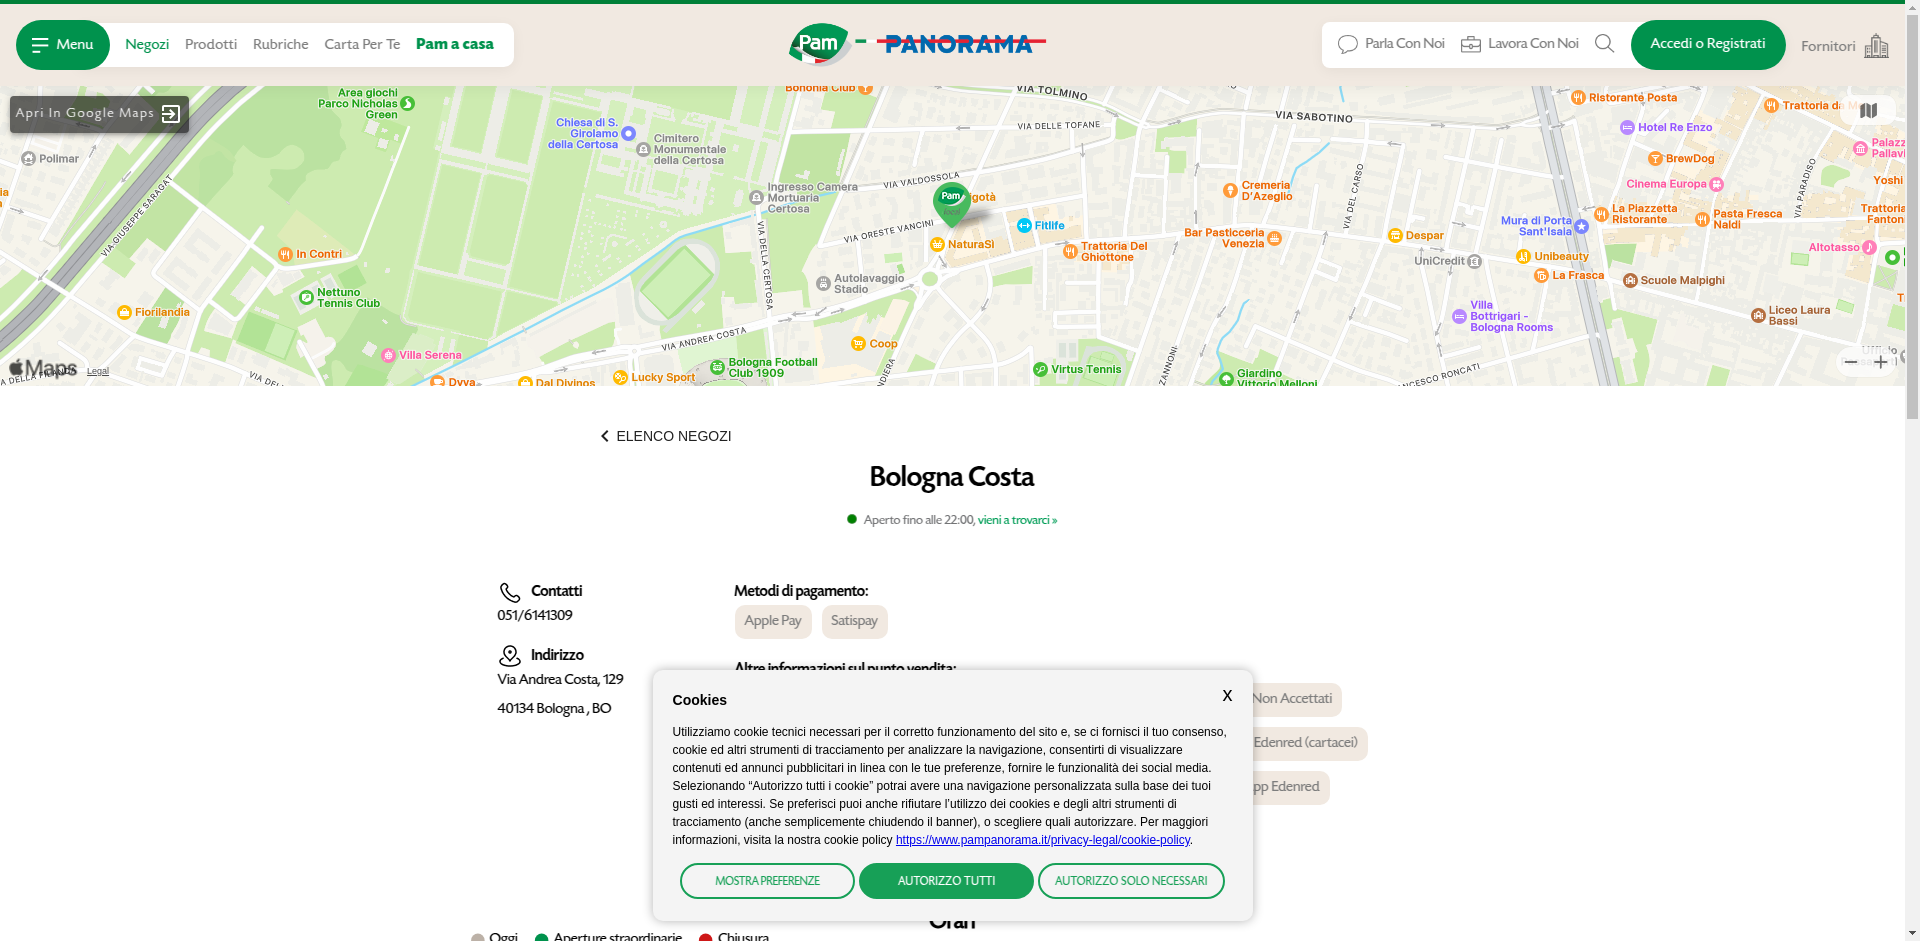 Menu
Negozi
Prodotti
Rubriche
Carta Per Te
Pam a casa
Pam
PANORAMA
Parla Con Noi
Lavora Con Noi
Accedi o Registrati
Fornitori
Apri In Google Maps
Area giochi
Parco Nicholas
Green
Bononia Club
VIA TOLMINO
VIA SABOTINO
Ristorante Posta
Chiesa di S.
Girolamo
della Certosa
Cimitero
Monumentale
della Certosa
VIA DELLE TOFANE
Hotel Re Enzo
Polimar
BrewDog
VIA GIUSEPPE SARAGAT
Ingresso Camera
Mortuaria
Certosa
VIA VALDOSSOLA
Pam
local
Cremeria
D'Azeglio
VIA DEL CARSO
Cinema Europa
VIA PARADISO
Yoshi
VIA ORESTE VANCINI
Fitlife
NaturaSì
Mura di Porta
Sant'Isaia
La Piazzetta
Ristorante
Pasta Fresca
Naldi
In Contri
VIA DELLA CERTOSA
Trattoria Del
Ghiottone
Bar Pasticceria
Venezia
Despar
UniCredit
Unibeauty
La Frasca
Altotasso
Nettuno
Tennis Club
Autolavaggio
Stadio
Scuole Malpighi
Fiorilandia
Villa
Bottrigari -
Bologna Rooms
Liceo Laura
Bassi
VIA ANDREA COSTA
Coop
Villa Serena
Bologna Football
Club 1909
Virtus Tennis
Giardino
Vittorio Melloni
Maps
Legal
Lucky Sport
Dal Divinos
ELENCO NEGOZI
Bologna Costa
Aperto fino alle 22:00, vieni a trovarci »
Contatti
051/6141309
Indirizzo
Via Andrea Costa, 129
40134 Bologna , BO
Metodi di pagamento:
Apple Pay
Satispay
Altre informazioni sul punto vendita:
Non Accettati
Edenred (cartacei)
pp Edenred
Cookies
X
Utilizziamo cookie tecnici necessari per il corretto funzionamento del sito e, se ci fornisci il tuo consenso,
cookie ed altri strumenti di tracciamento per analizzare la navigazione, consentirti di visualizzare
contenuti ed annunci pubblicitari in linea con le tue preferenze, fornire le funzionalità dei social media.
Selezionando “Autorizzo tutti i cookie” potrai avere una navigazione personalizzata sulla base dei tuoi
gusti ed interessi. Se preferisci puoi anche rifiutare l’utilizzo dei cookies e degli altri strumenti di
tracciamento (anche semplicemente chiudendo il banner), o scegliere quali autorizzare. Per maggiori
informazioni, visita la nostra cookie policy https://www.pampanorama.it/privacy-legal/cookie-policy.
MOSTRA PREFERENZE
AUTORIZZO TUTTI
AUTORIZZO SOLO NECESSARI
Orari
Oggi
Aperture straordinarie
Chiusura